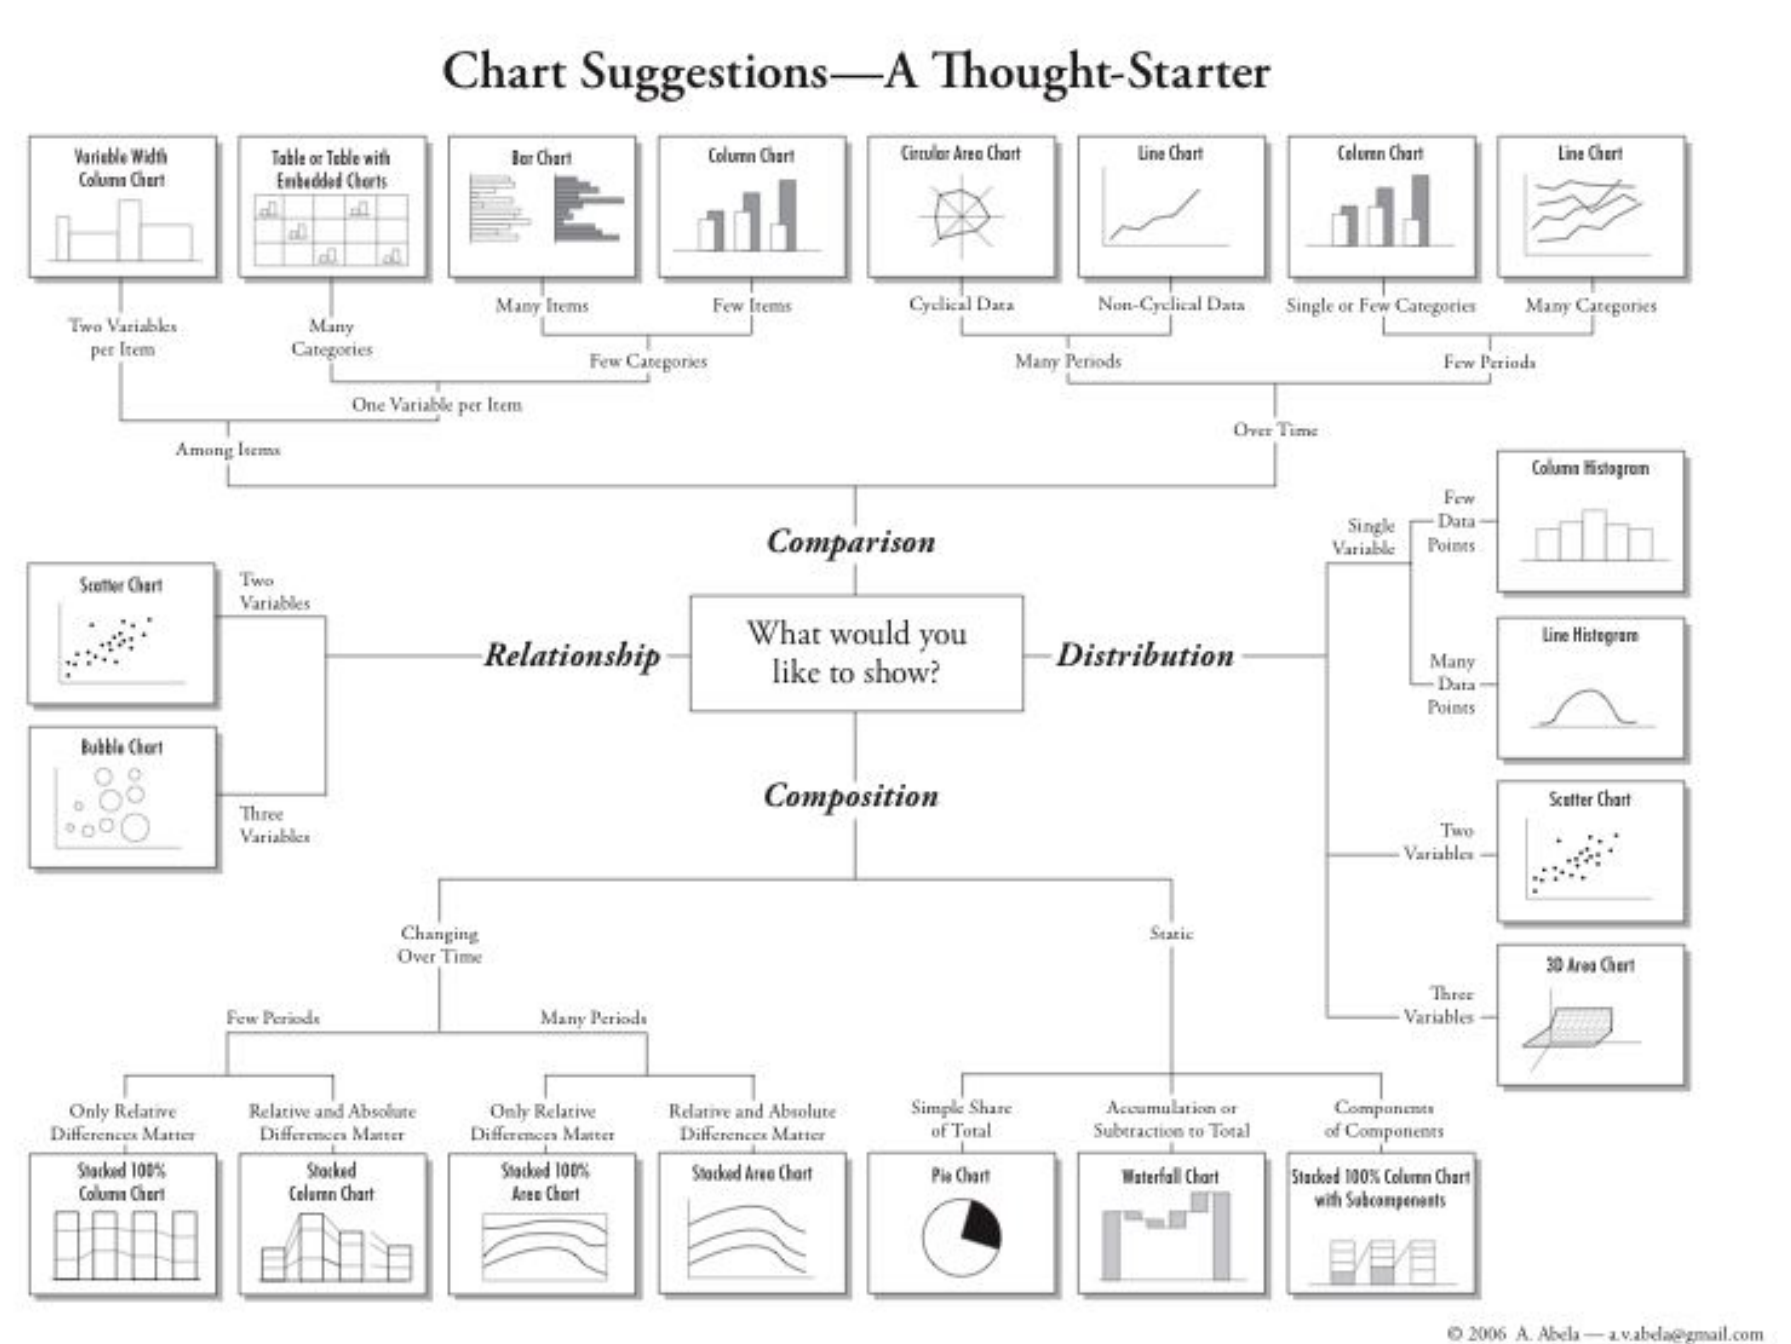 Chart Suggestions—A Thought-Starter
Variable Width
Column Chart
Table or Table with
Embedded Charts
Bar Chart
Column Chart
Circular Area Chart
Line Chart
Column Chart
Line Chart
Two Variables
per Item
Many
Categories
Many Items
Few Items
Cyclical Data
Non-Cyclical Data
Single or Few Categories
Many Categories
Few Categories
Many Periods
Few Periods
One Variable per Item
Among Items
Over Time
Comparison
What would you
like to show?
Relationship
Two
Variables
Scatter Chart
Three
Variables
Bubble Chart
Distribution
Single
Variable
Few
Data
Points
Column Histogram
Many
Data
Points
Line Histogram
Two
Variables
Scatter Chart
Three
Variables
3D Area Chart
Composition
Changing
Over Time
Static
Few Periods
Many Periods
Only Relative
Differences Matter
Relative and Absolute
Differences Matter
Only Relative
Differences Matter
Relative and Absolute
Differences Matter
Simple Share
of Total
Accumulation or
Subtraction to Total
Components
of Components
Stacked 100%
Column Chart
Stacked
Column Chart
Stacked 100%
Area Chart
Stacked Area Chart
Pie Chart
Waterfall Chart
Stacked 100% Column Chart
with Subcomponents
© 2006 A. Abela — a.v.abela@gmail.com